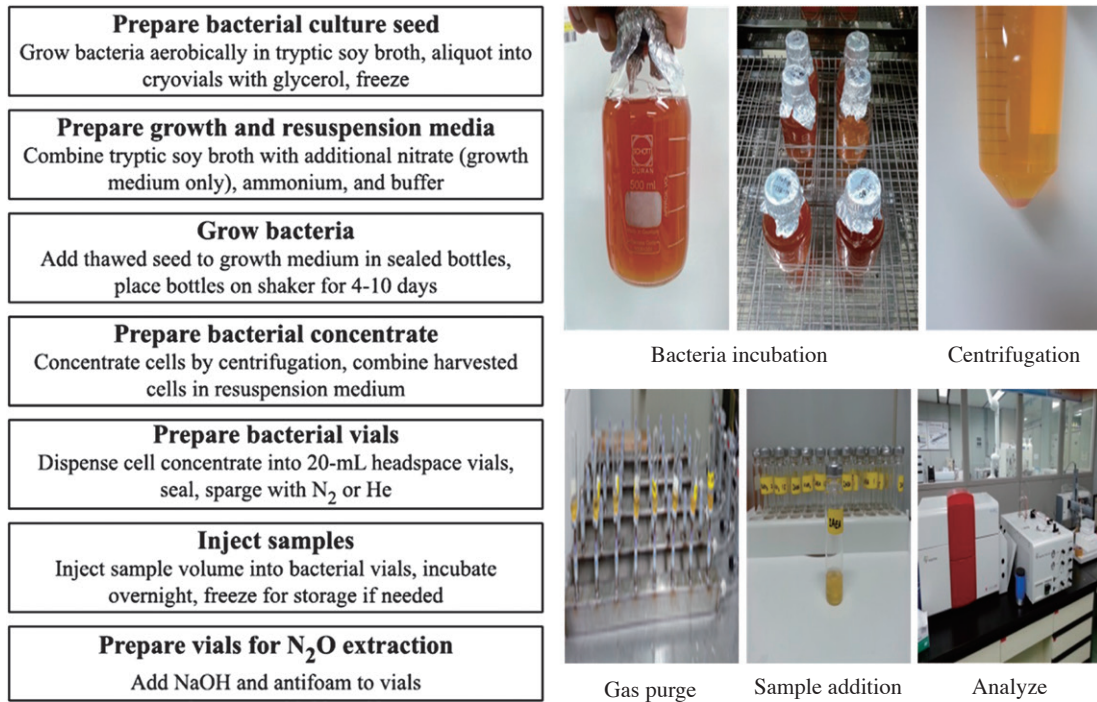 Prepare bacterial culture seed
Grow bacteria aerobically in tryptic soy broth, aliquot into
cryovials with glycerol, freeze
Prepare growth and resuspension media
Combine tryptic soy broth with additional nitrate (growth
medium only), ammonium, and buffer
Grow bacteria
Add thawed seed to growth medium in sealed bottles,
place bottles on shaker for 4-10 days
Prepare bacterial concentrate
Concentrate cells by centrifugation, combine harvested
cells in resuspension medium
Prepare bacterial vials
Dispense cell concentrate into 20-mL headspace vials,
seal, sparge with N₂ or He
Inject samples
Inject sample volume into bacterial vials, incubate
overnight, freeze for storage if needed
Prepare vials for N₂O extraction
Add NaOH and antifoam to vials
DURAN
500 ml
Bacteria incubation
Centrifugation
IAEA
Gas purge
Sample addition
Analyze